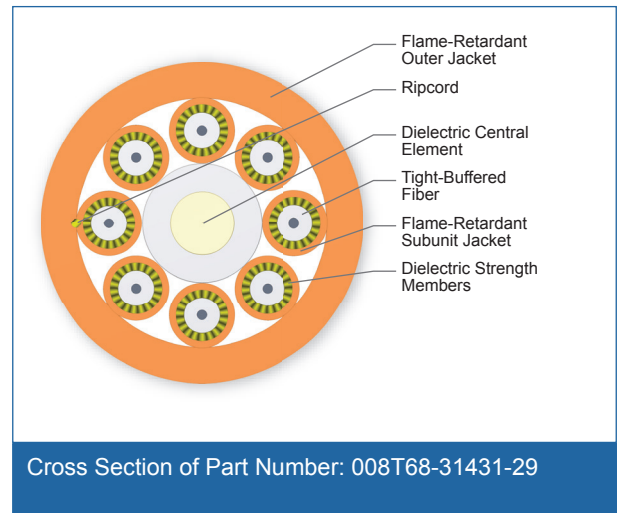 Flame-Retardant
Outer Jacket
Ripcord
Dielectric Central
Element
Tight-Buffered
Fiber
Flame-Retardant
Subunit Jacket
Dielectric Strength
Members
Cross Section of Part Number: 008T68-31431-29